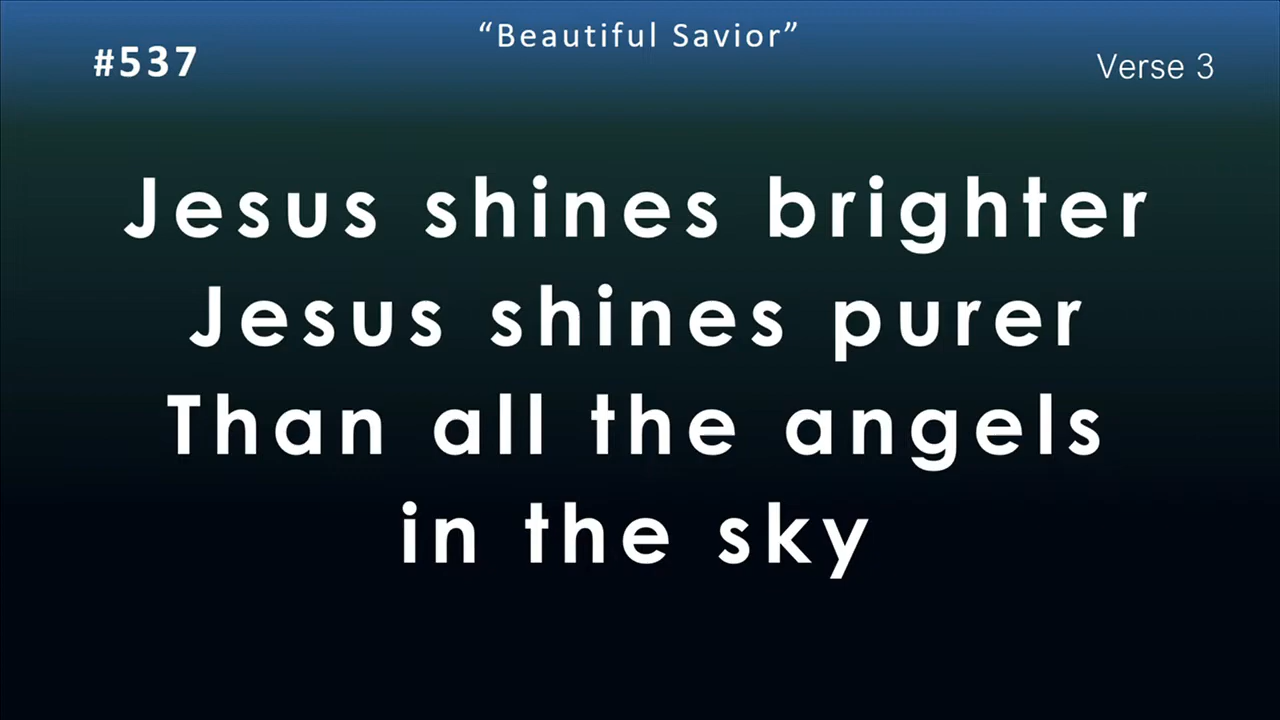 “Beautiful Savior”
#537
Verse 3
Jesus shines brighter
Jesus shines purer
Than all the angels
in the sky